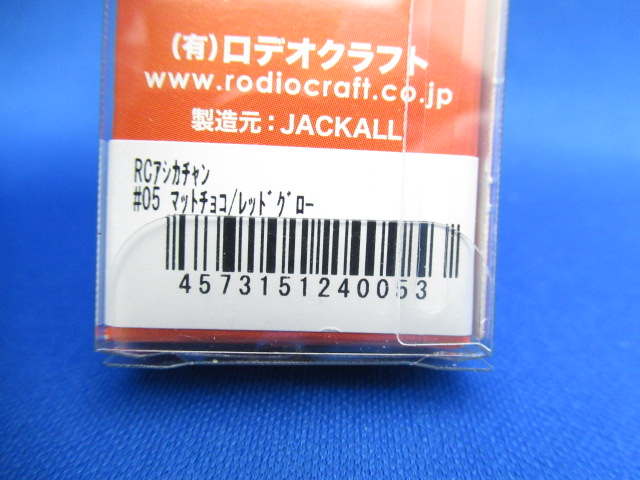 (有)ロデオクラフト
www.rodiocraft.co.jp
製造元:JACKALL
RCｱｼｶﾁｬﾝ
#05 ﾏｯﾄﾁｮｺ/ﾚｯﾄﾞｸﾞﾛｰ
4573151240053